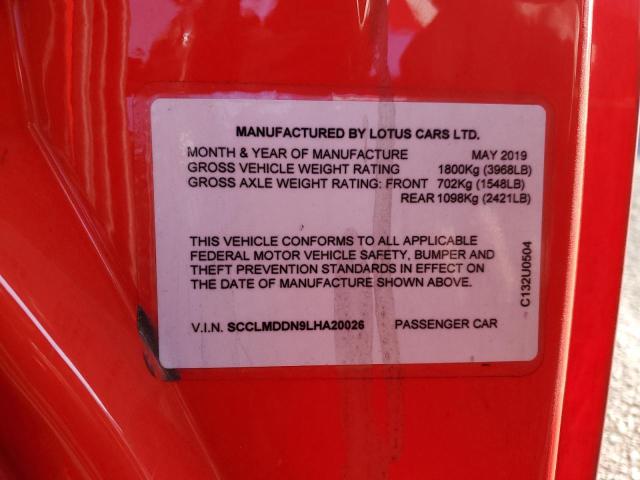 MANUFACTURED BY LOTUS CARS LTD.
MONTH & YEAR OF MANUFACTURE MAY 2019
GROSS VEHICLE WEIGHT RATING 1800Kg (3968LB)
GROSS AXLE WEIGHT RATING: FRONT 702Kg (1548LB)
REAR 1098Kg (2421LB)
THIS VEHICLE CONFORMS TO ALL APPLICABLE
FEDERAL MOTOR VEHICLE SAFETY, BUMPER AND
THEFT PREVENTION STANDARDS IN EFFECT ON
THE DATE OF MANUFACTURE SHOWN ABOVE.
V.I.N. SCCLMDDN9LHA20026 PASSENGER CAR
C132U0504